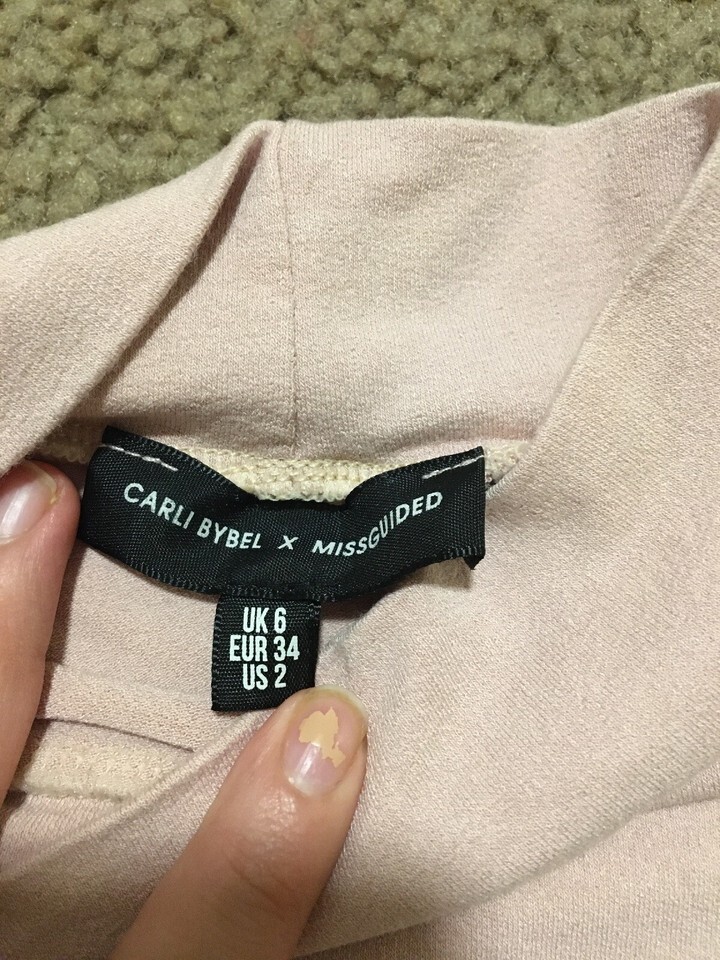 CARLI BYBEL X MISSGUIDED
UK 6
EUR 34
US 2